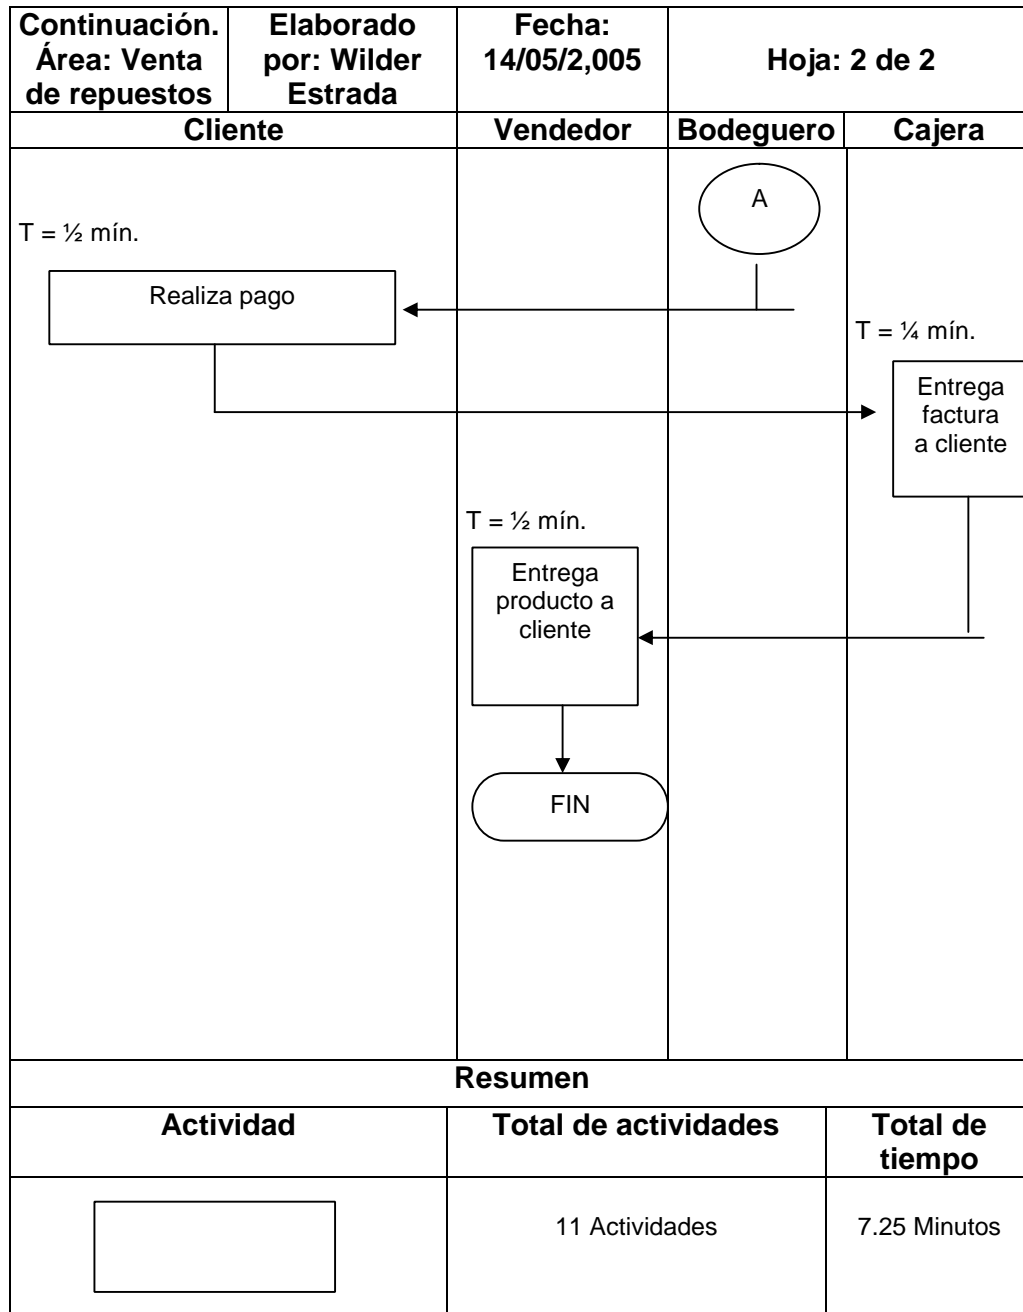 Continuación.
Área: Venta
de repuestos
Elaborado
por: Wilder
Estrada
Fecha:
14/05/2,005
Hoja: 2 de 2
Cliente
Vendedor
Bodeguero
Cajera
A
T = ½ mín.
Realiza pago
T = ¼ mín.
Entrega
factura
a cliente
T = ½ mín.
Entrega
producto a
cliente
FIN
Resumen
Actividad
Total de actividades
Total de
tiempo
11 Actividades
7.25 Minutos